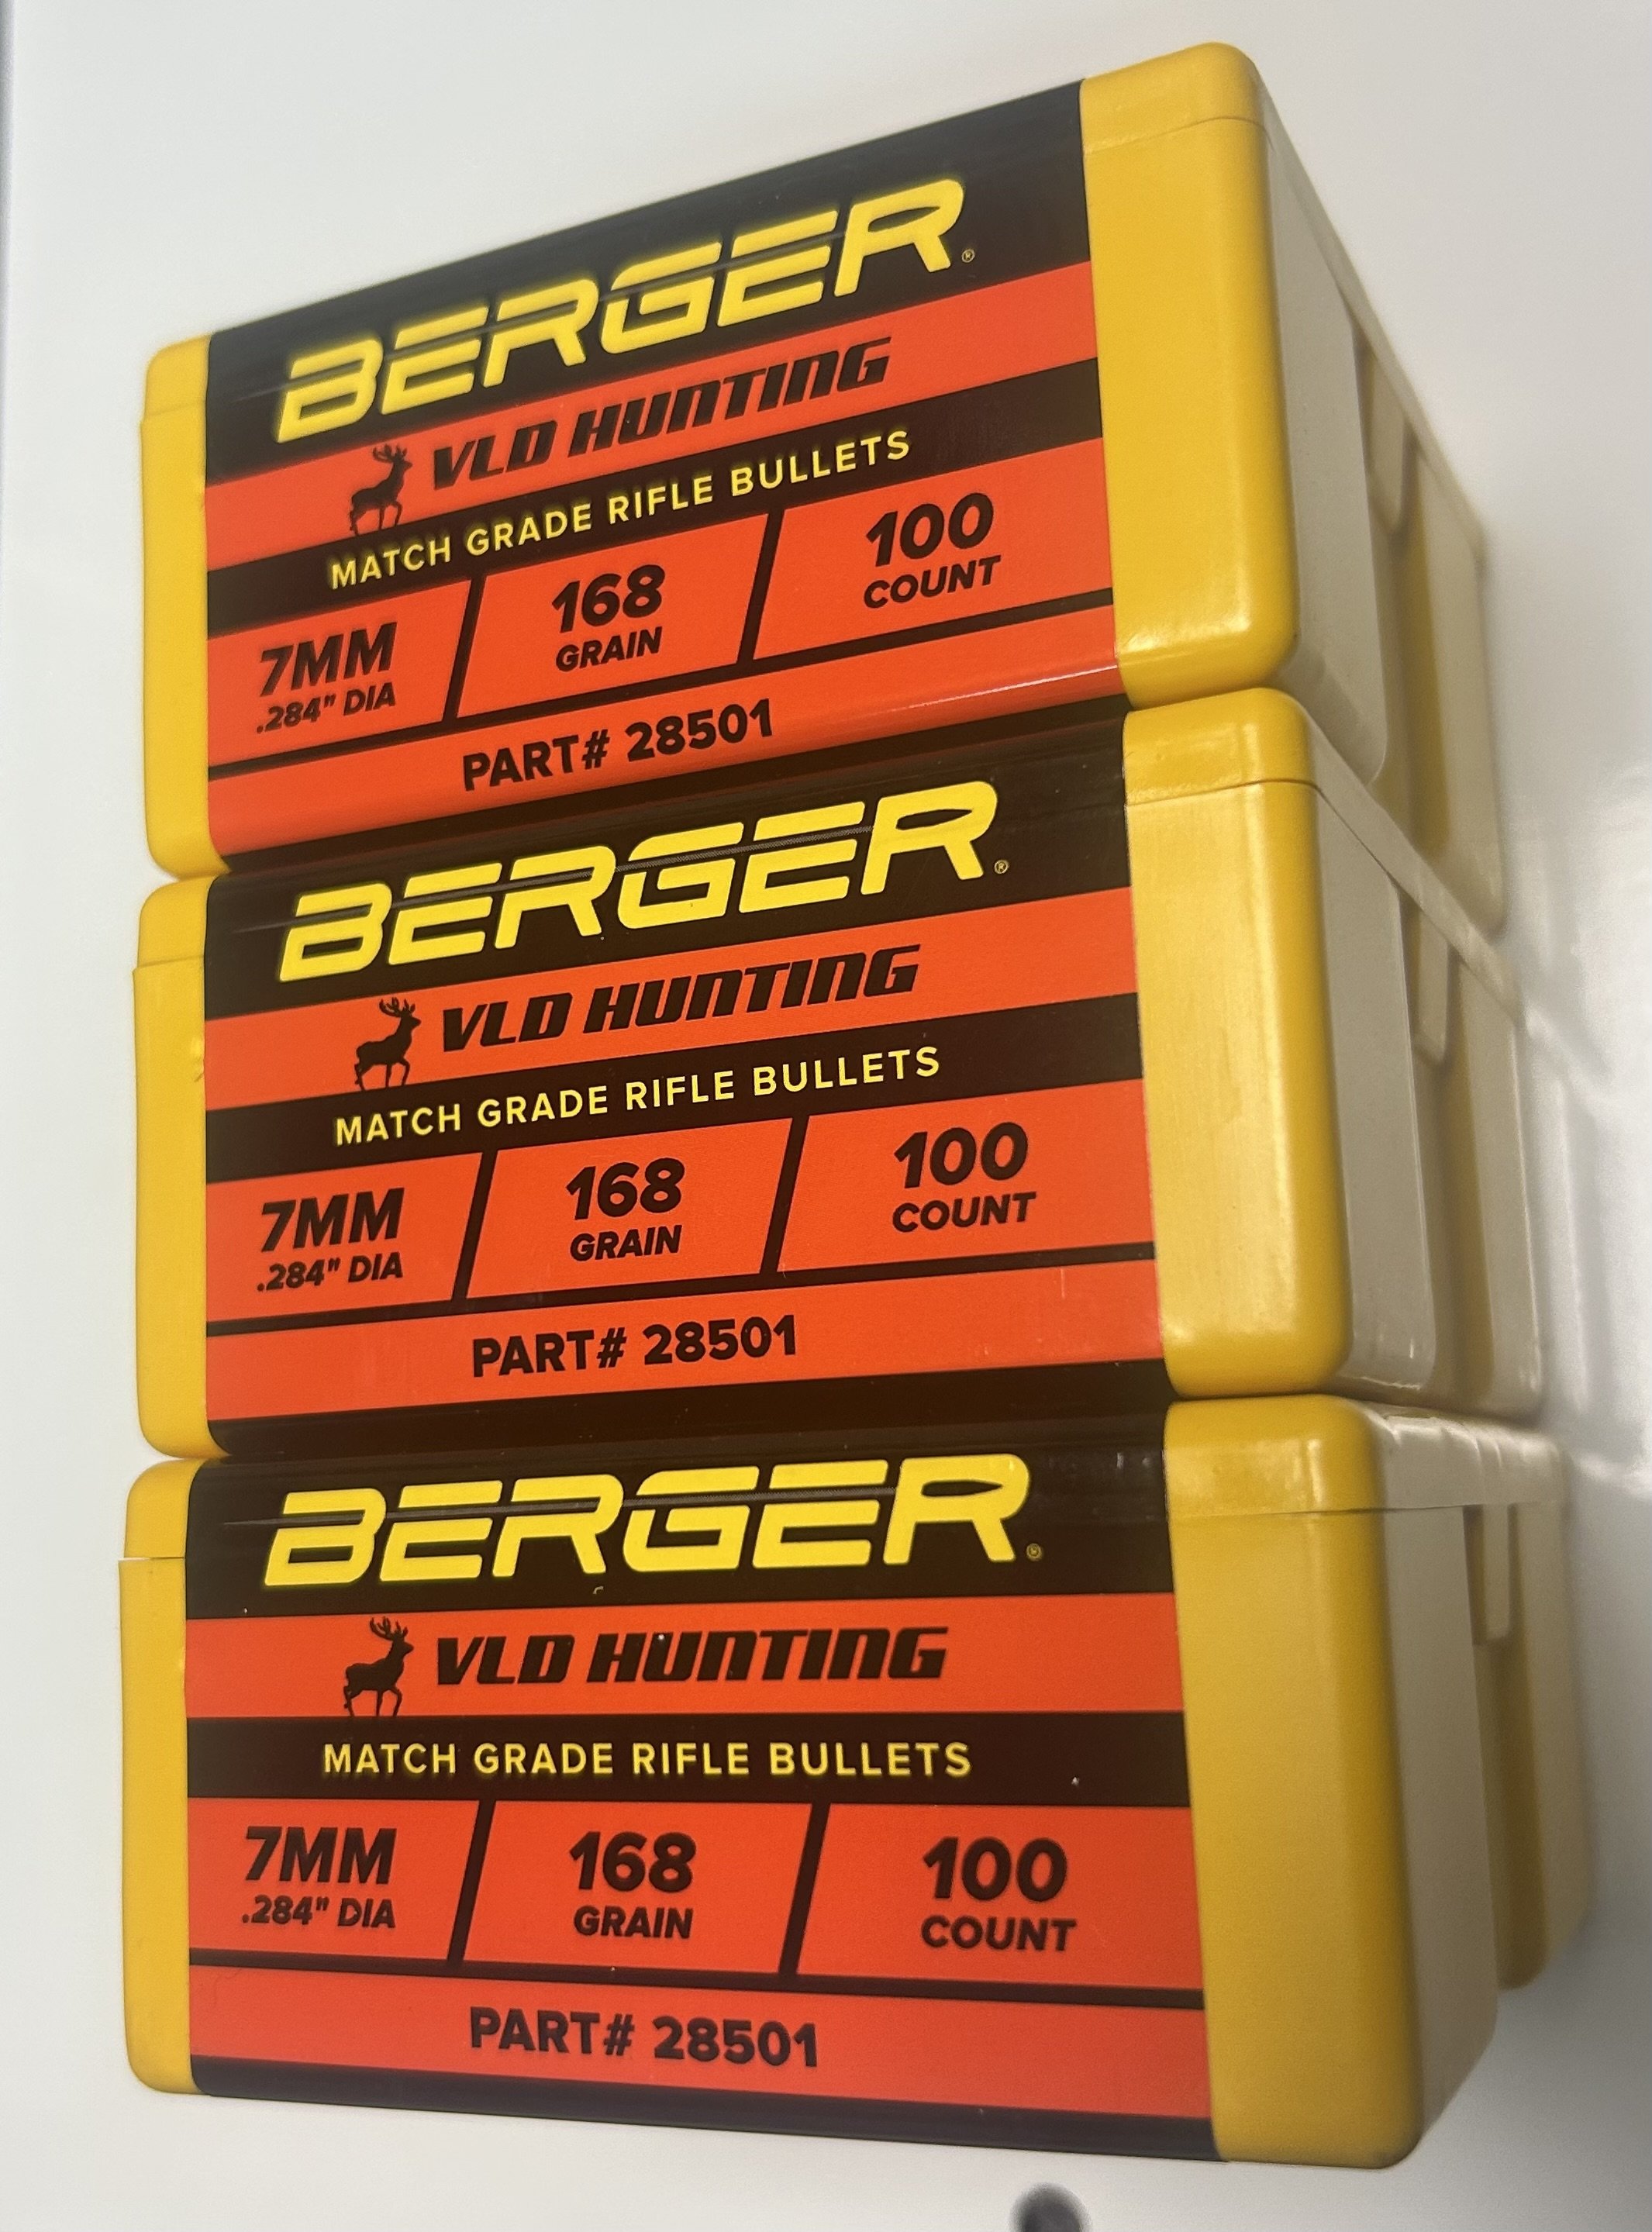 BERGER®
VLD HUNTING
MATCH GRADE RIFLE BULLETS
7MM
.284" DIA
168
GRAIN
100
COUNT
PART# 28501
BERGER®
VLD HUNTING
MATCH GRADE RIFLE BULLETS
7MM
.284" DIA
168
GRAIN
100
COUNT
PART# 28501
BERGER®
VLD HUNTING
MATCH GRADE RIFLE BULLETS
7MM
.284" DIA
168
GRAIN
100
COUNT
PART# 28501